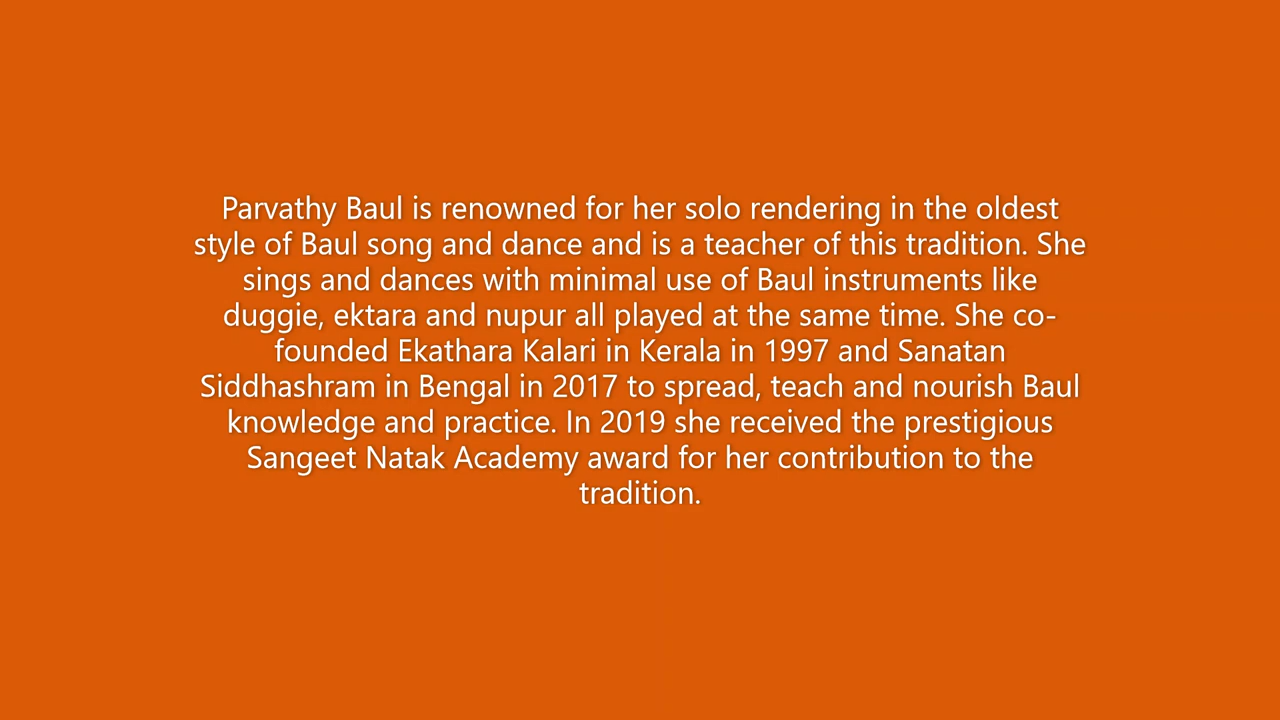 Parvathy Baul is renowned for her solo rendering in the oldest
style of Baul song and dance and is a teacher of this tradition. She
sings and dances with minimal use of Baul instruments like
duggie, ektara and nupur all played at the same time. She co-
founded Ekathara Kalari in Kerala in 1997 and Sanatan
Siddhashram in Bengal in 2017 to spread, teach and nourish Baul
knowledge and practice. In 2019 she received the prestigious
Sangeet Natak Academy award for her contribution to the
tradition.